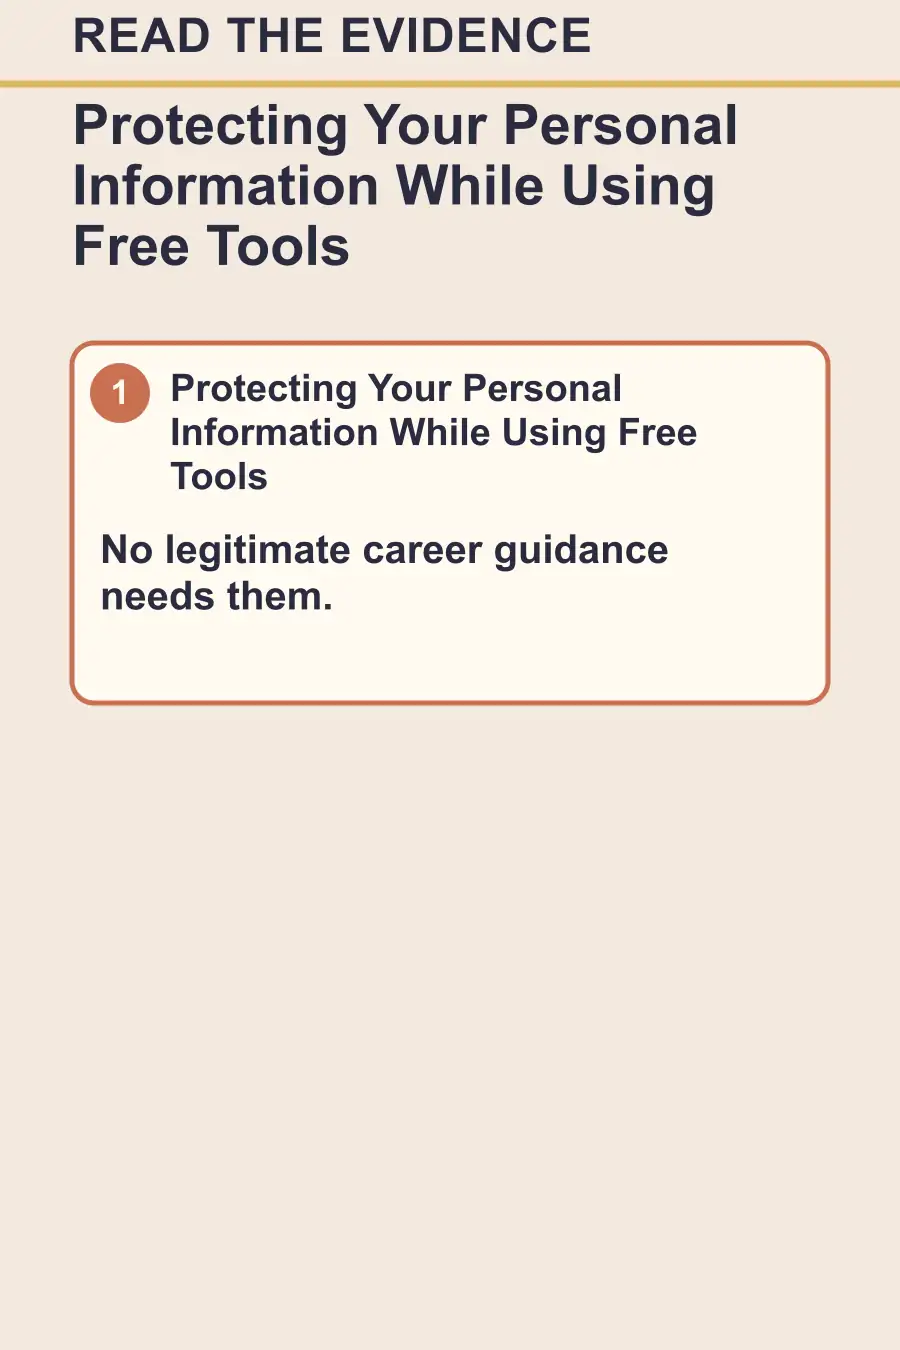 READ THE EVIDENCE
Protecting Your Personal
Information While Using
Free Tools
1
Protecting Your Personal
Information While Using Free
Tools
No legitimate career guidance
needs them.